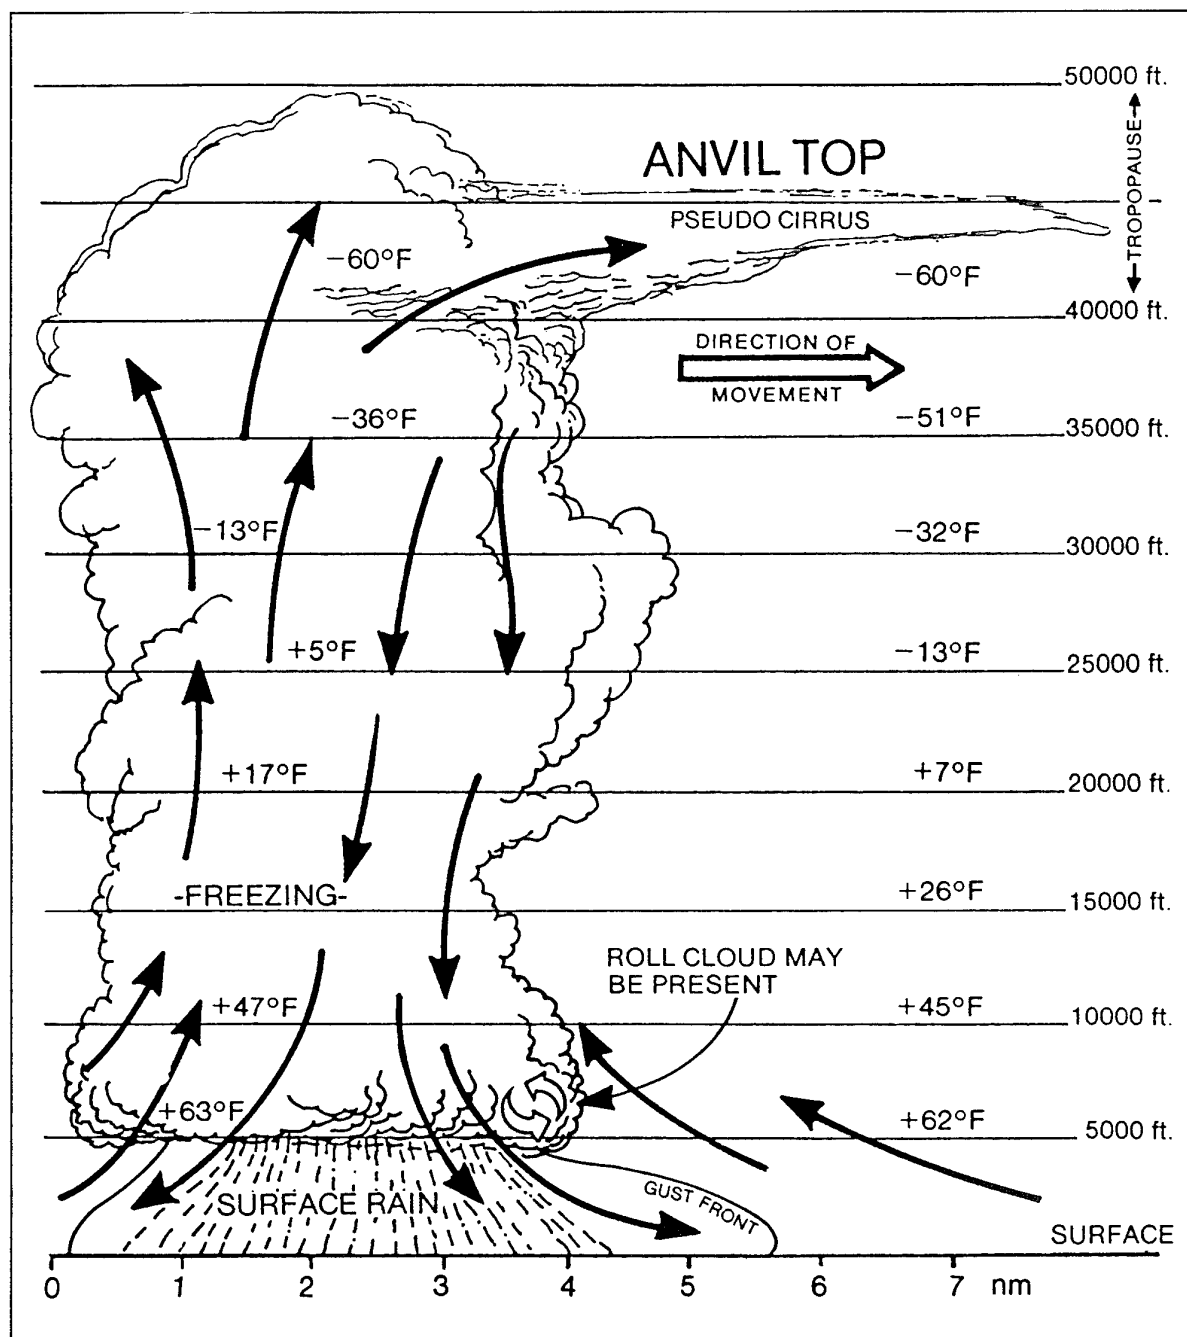 50000 ft.
TROPOPAUSE
ANVIL TOP
PSEUDO CIRRUS
−60°F
−60°F
40000 ft.
DIRECTION OF
MOVEMENT
−36°F
−51°F
35000 ft.
−13°F
−32°F
30000 ft.
+5°F
−13°F
25000 ft.
+17°F
+7°F
20000 ft.
-FREEZING-
+26°F
15000 ft.
ROLL CLOUD MAY
BE PRESENT
+47°F
+45°F
10000 ft.
+63°F
+62°F
5000 ft.
SURFACE RAIN
GUST FRONT
SURFACE
0 1 2 3 4 5 6 7 nm